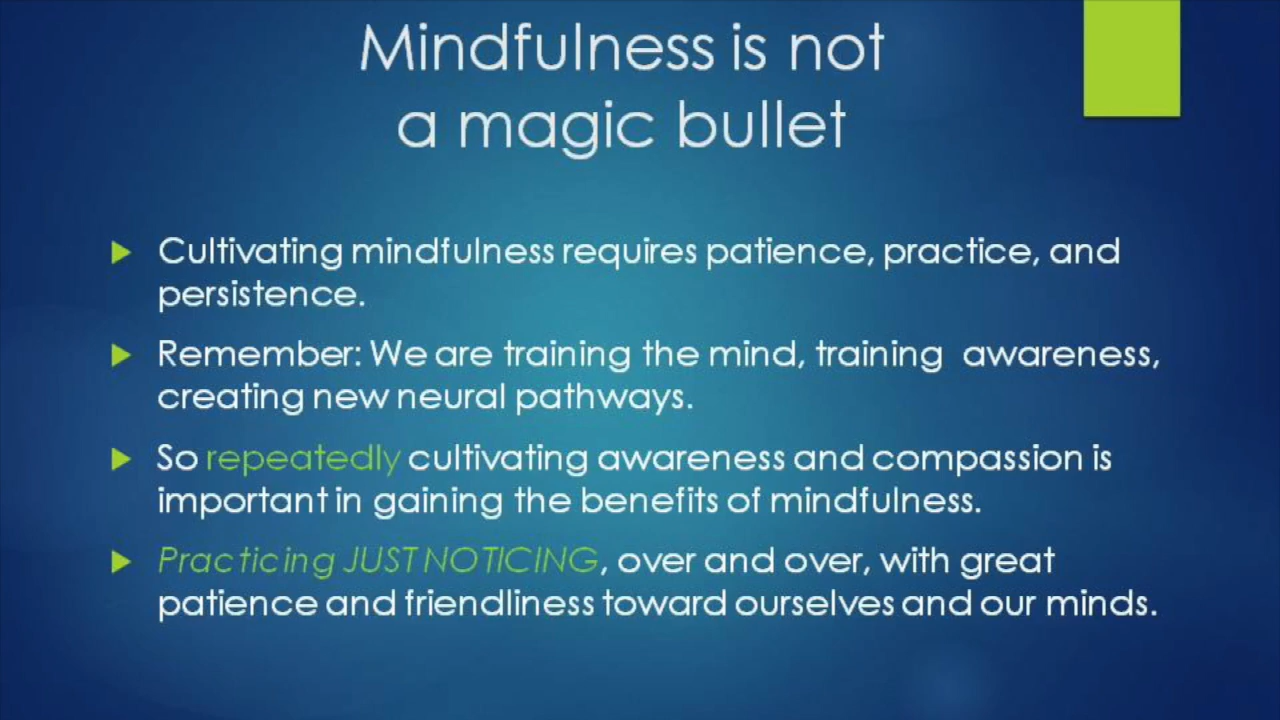 Mindfulness is not
a magic bullet
Cultivating mindfulness requires patience, practice, and
persistence.
Remember: We are training the mind, training awareness,
creating new neural pathways.
So repeatedly cultivating awareness and compassion is
important in gaining the benefits of mindfulness.
Practicing JUST NOTICING, over and over, with great
patience and friendliness toward ourselves and our minds.